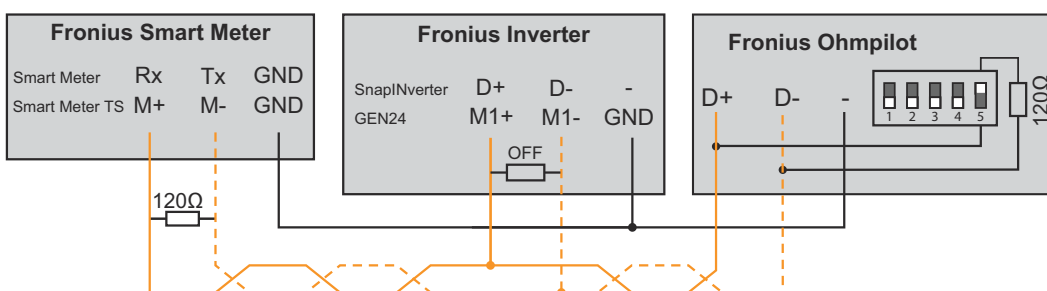 Fronius Smart Meter
Smart Meter Rx Tx GND
Smart Meter TS M+ M- GND
120Ω
Fronius Inverter
SnapINverter D+ D- -
GEN24 M1+ M1- GND
OFF
Fronius Ohmpilot
D+ D- -
1 2 3 4 5
120Ω